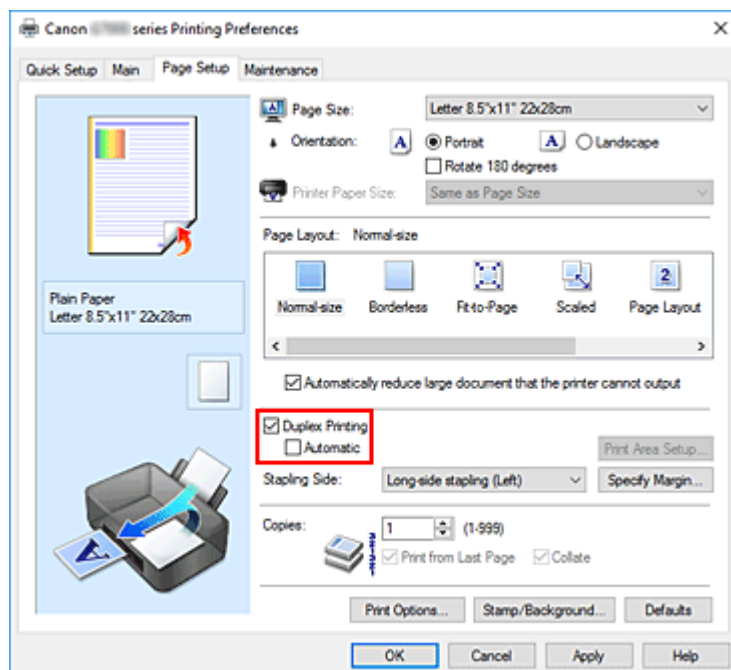 Canon series Printing Preferences
Quick Setup Main Page Setup Maintenance
Page Size: Letter 8.5"x11" 22x28cm
Orientation: A Portrait A Landscape
Rotate 180 degrees
Printer Paper Size: Same as Page Size
Page Layout: Normal-size
2
Normal-size Borderless Fit-to-Page Scaled Page Layout
Plain Paper
Letter 8.5"x11" 22x28cm
Automatically reduce large document that the printer cannot output
Duplex Printing
Automatic
Print Area Setup...
Stapling Side: Long-side stapling (Left) Specify Margin...
A
Copies: 1 (1-999)
Print from Last Page Collate
Print Options... Stamp/Background... Defaults
OK Cancel Apply Help